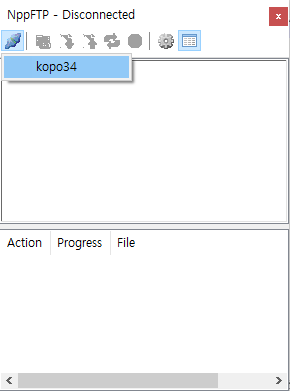 NppFTP - Disconnected
x
kopo34
Action Progress File